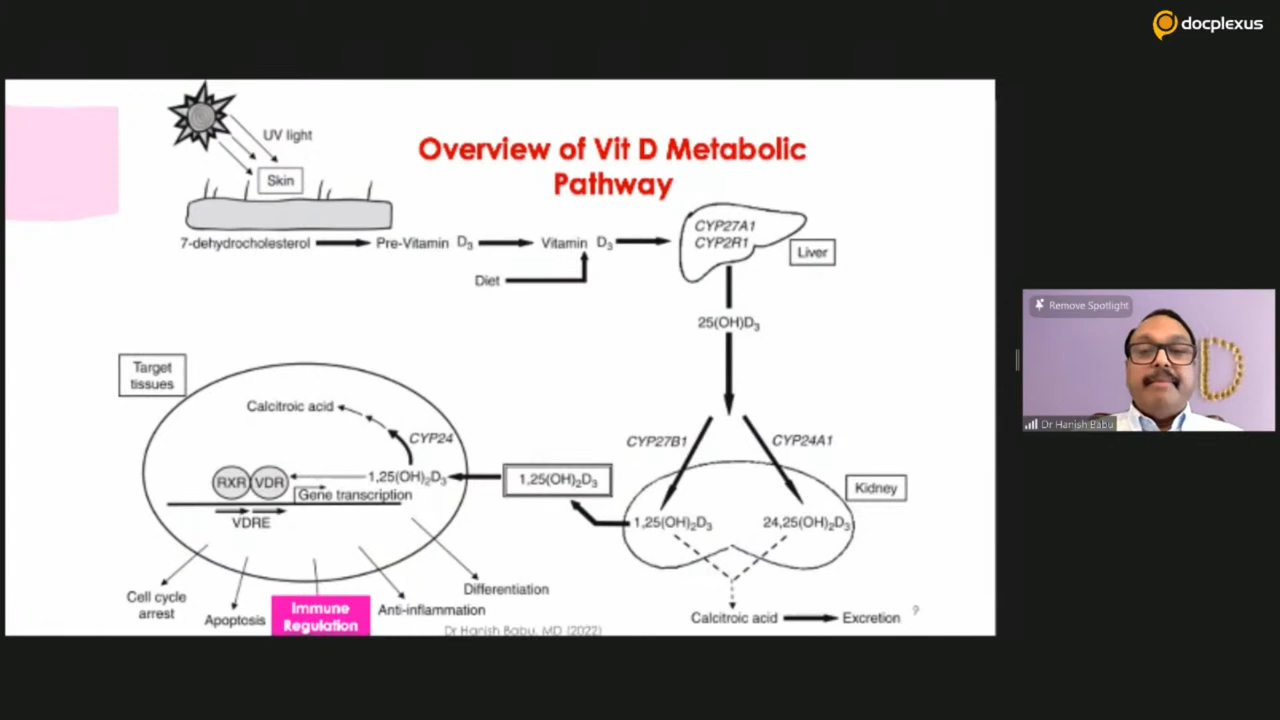 docplexus
UV light
Overview of Vit D Metabolic
Pathway
Skin
7-dehydrocholesterol
Pre-Vitamin D₃
Vitamin D₃
Diet
CYP27A1
CYP2R1
Liver
25(OH)D₃
Remove Spotlight
D
Dr Hanish Babu
Target
tissues
Calcitroic acid
CYP24
RXR
VDR
1,25(OH)₂D₃
Gene transcription
VDRE
1,25(OH)₂D₃
CYP27B1
CYP24A1
Kidney
1,25(OH)₂D₃
24,25(OH)₂D₃
Cell cycle
arrest
Apoptosis
Immune
Regulation
Anti-inflammation
Differentiation
Calcitroic acid
Excretion
9
Dr Hanish Babu, MD (2022)